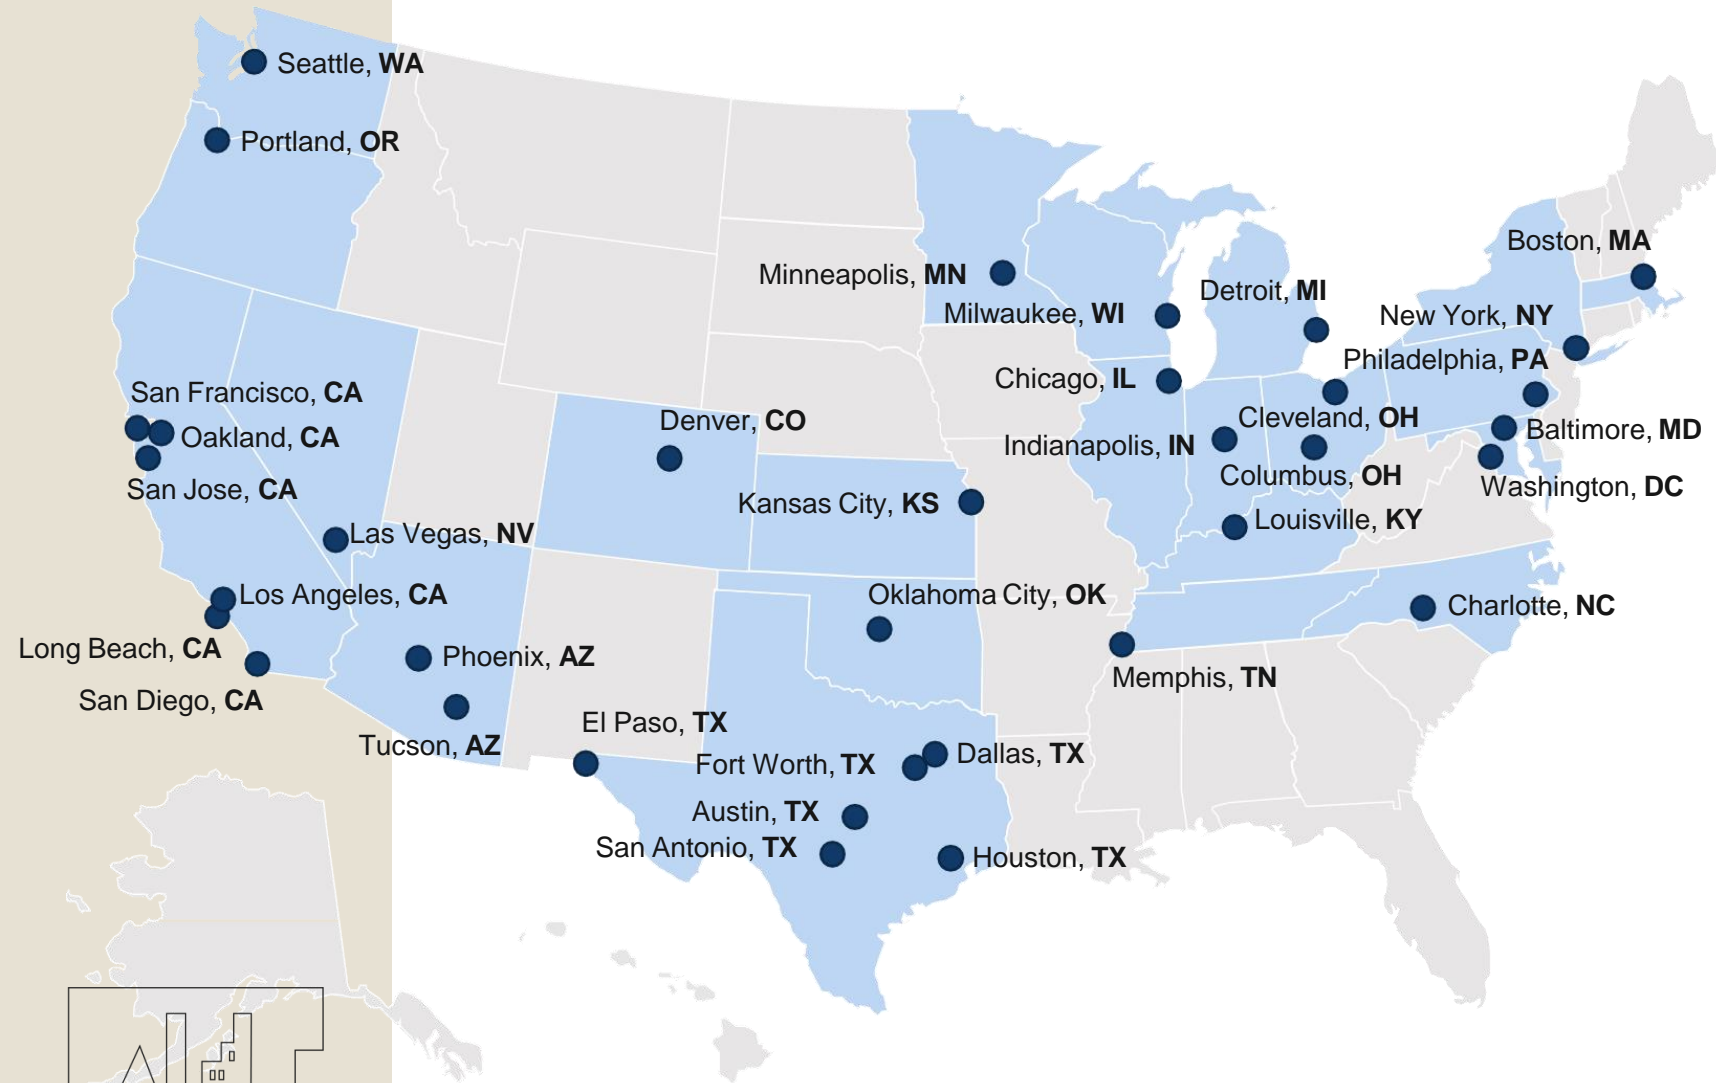 Seattle, WA
Portland, OR
Boston, MA
Minneapolis, MN
Detroit, MI
Milwaukee, WI
New York, NY
Philadelphia, PA
Chicago, IL
San Francisco, CA
Denver, CO
Cleveland, OH
Baltimore, MD
Oakland, CA
Indianapolis, IN
Columbus, OH
Washington, DC
San Jose, CA
Kansas City, KS
Louisville, KY
Las Vegas, NV
Los Angeles, CA
Oklahoma City, OK
Charlotte, NC
Long Beach, CA
Phoenix, AZ
Memphis, TN
San Diego, CA
El Paso, TX
Tucson, AZ
Fort Worth, TX
Dallas, TX
Austin, TX
San Antonio, TX
Houston, TX